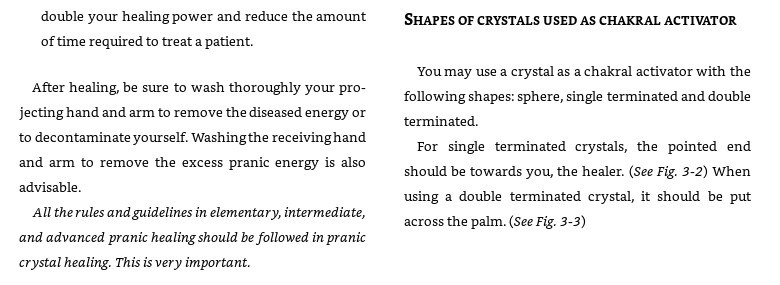 double your healing power and reduce the amount
of time required to treat a patient.
After healing, be sure to wash thoroughly your pro-
jecting hand and arm to remove the diseased energy or
to decontaminate yourself. Washing the receiving hand
and arm to remove the excess pranic energy is also
advisable.
All the rules and guidelines in elementary, intermediate,
and advanced pranic healing should be followed in pranic
crystal healing. This is very important.
SHAPES OF CRYSTALS USED AS CHAKRAL ACTIVATOR
You may use a crystal as a chakral activator with the
following shapes: sphere, single terminated and double
terminated.
For single terminated crystals, the pointed end
should be towards you, the healer. (See Fig. 3-2) When
using a double terminated crystal, it should be put
across the palm. (See Fig. 3-3)